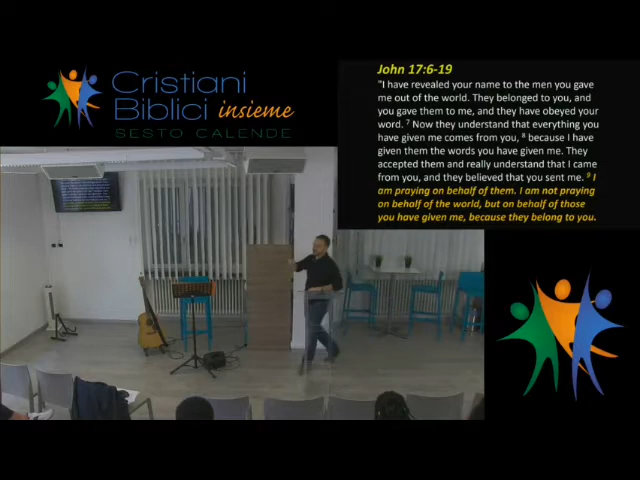 Cristiani
Biblici insieme
SESTO CALENDE
John 17:6-19
"I have revealed your name to the men you gave
me out of the world. They belonged to you, and
you gave them to me, and they have obeyed your
word. 7 Now they understand that everything you
have given me comes from you, 8 because I have
given them the words you have given me. They
accepted them and really understand that I came
from you, and they believed that you sent me. 9 I
am praying on behalf of them. I am not praying
on behalf of the world, but on behalf of those
you have given me, because they belong to you.